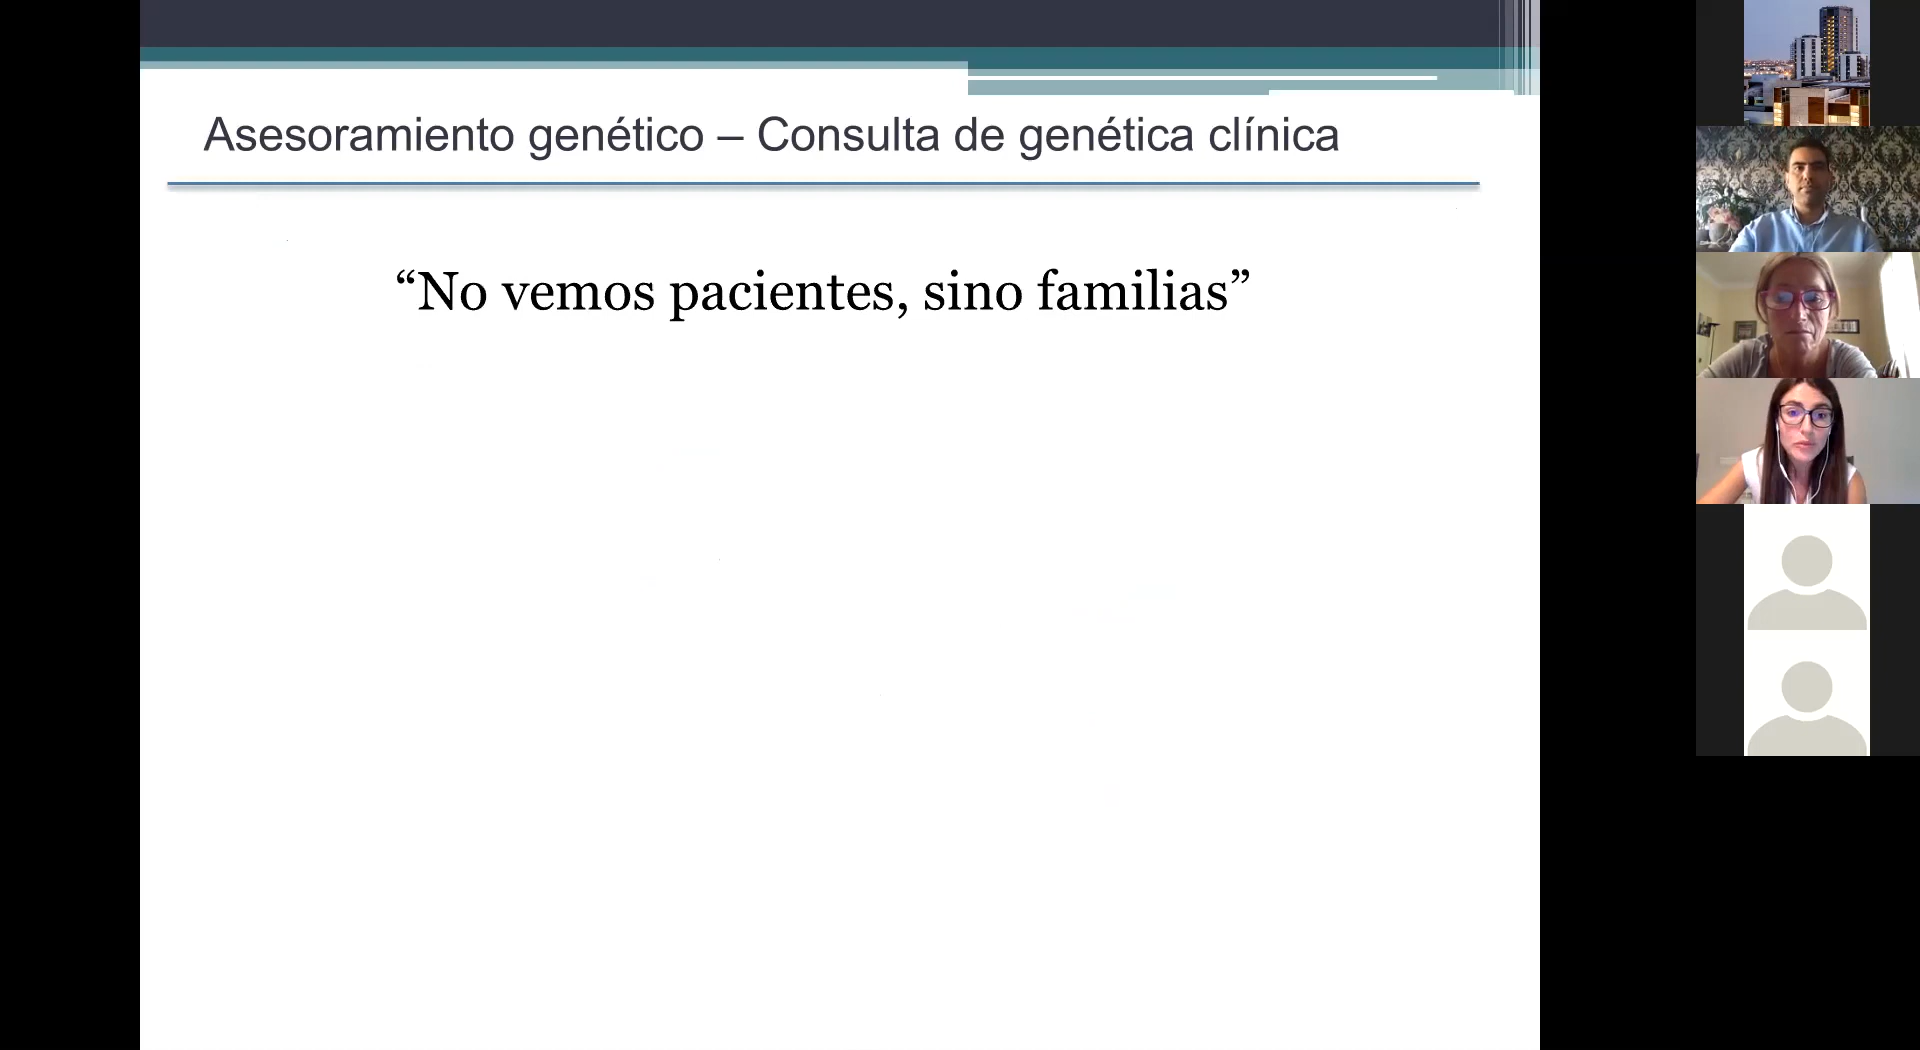 Asesoramiento genético – Consulta de genética clínica
“No vemos pacientes, sino familias”